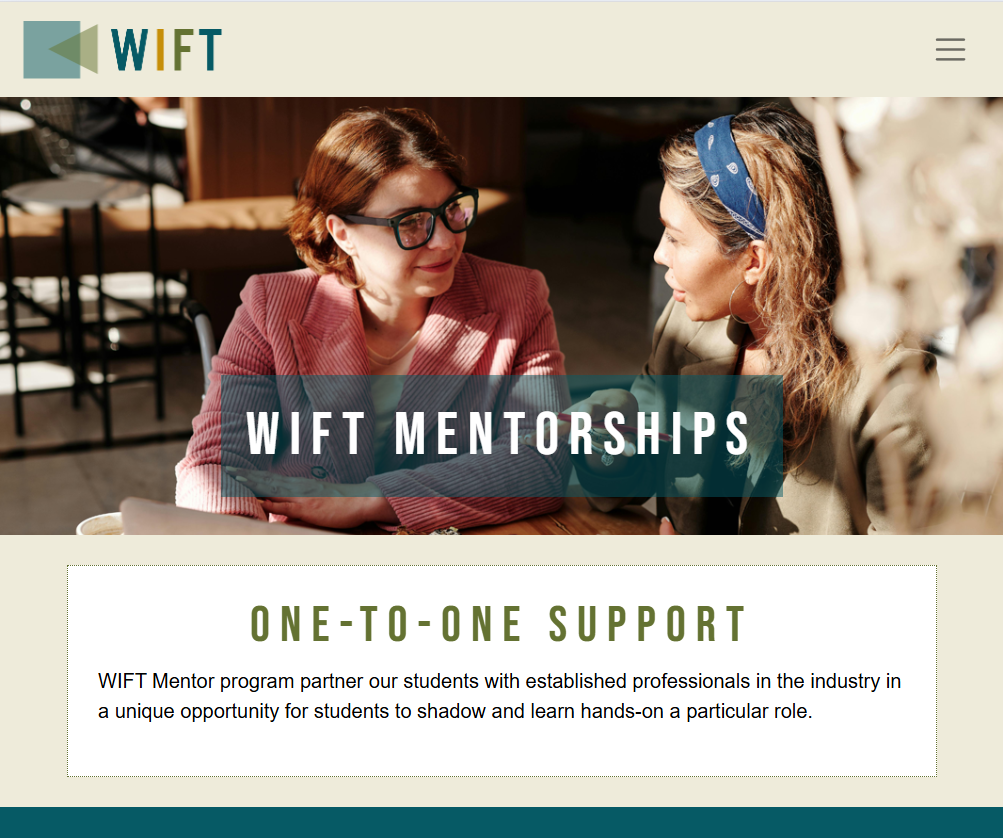 WIFT
WIFT MENTORSHIPS
ONE-TO-ONE SUPPORT
WIFT Mentor program partner our students with established professionals in the industry in
a unique opportunity for students to shadow and learn hands-on a particular role.